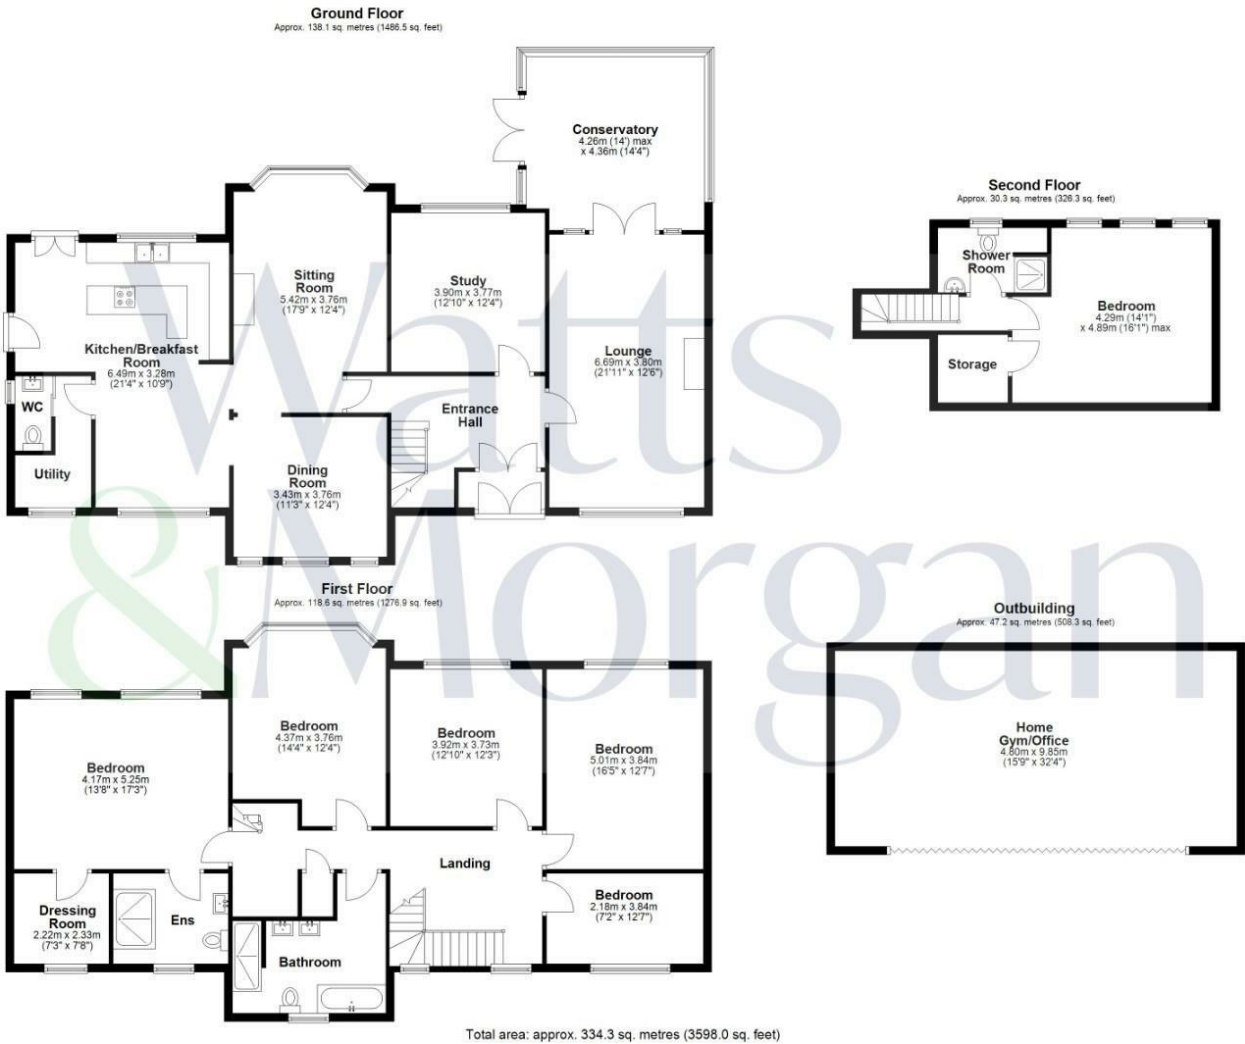 Ground Floor
Approx. 138.1 sq. metres (1486.5 sq. feet)
Conservatory
4.26m (14') max
x 4.36m (14'4")
Sitting
Room
5.42m x 3.76m
(17'9" x 12'4")
Study
3.90m x 3.77m
(12'10" x 12'4")
Kitchen/Breakfast
Room
6.49m x 3.28m
(21'4" x 10'9")
Lounge
6.69m x 3.80m
(21'11" x 12'6")
WC
Entrance
Hall
Utility
Dining
Room
3.43m x 3.76m
(11'3" x 12'4")
Second Floor
Approx. 30.3 sq. metres (326.3 sq. feet)
Shower
Room
Bedroom
4.29m (14'1")
x 4.89m (16'1") max
Storage
First Floor
Approx. 118.6 sq. metres (1276.9 sq. feet)
Bedroom
4.37m x 3.76m
(14'4" x 12'4")
Bedroom
3.92m x 3.73m
(12'10" x 12'3")
Bedroom
5.01m x 3.84m
(16'5" x 12'7")
Bedroom
4.17m x 5.25m
(13'8" x 17'3")
Landing
Dressing
Room
2.22m x 2.33m
(7'3" x 7'8")
Ens
Bedroom
2.18m x 3.84m
(7'2" x 12'7")
Bathroom
Outbuilding
Approx. 47.2 sq. metres (508.3 sq. feet)
Home
Gym/Office
4.80m x 9.85m
(15'9" x 32'4")
Total area: approx. 334.3 sq. metres (3598.0 sq. feet)
Watts
&Morgan